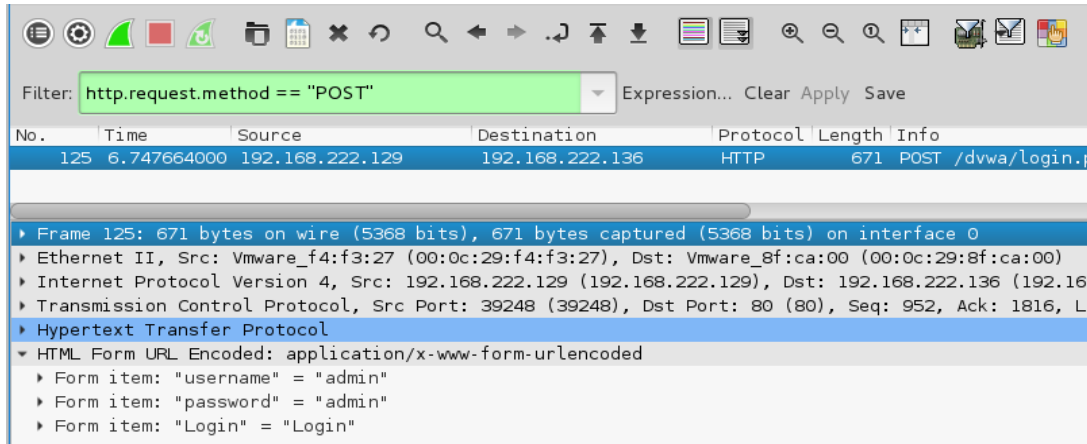 Filter: http.request.method == "POST" Expression... Clear Apply Save
No. Time Source Destination Protocol Length Info
125 6.747664000 192.168.222.129 192.168.222.136 HTTP 671 POST /dvwa/login.p
Frame 125: 671 bytes on wire (5368 bits), 671 bytes captured (5368 bits) on interface 0
Ethernet II, Src: Vmware_f4:f3:27 (00:0c:29:f4:f3:27), Dst: Vmware_8f:ca:00 (00:0c:29:8f:ca:00)
Internet Protocol Version 4, Src: 192.168.222.129 (192.168.222.129), Dst: 192.168.222.136 (192.16
Transmission Control Protocol, Src Port: 39248 (39248), Dst Port: 80 (80), Seq: 952, Ack: 1816, L
Hypertext Transfer Protocol
HTML Form URL Encoded: application/x-www-form-urlencoded
Form item: "username" = "admin"
Form item: "password" = "admin"
Form item: "Login" = "Login"